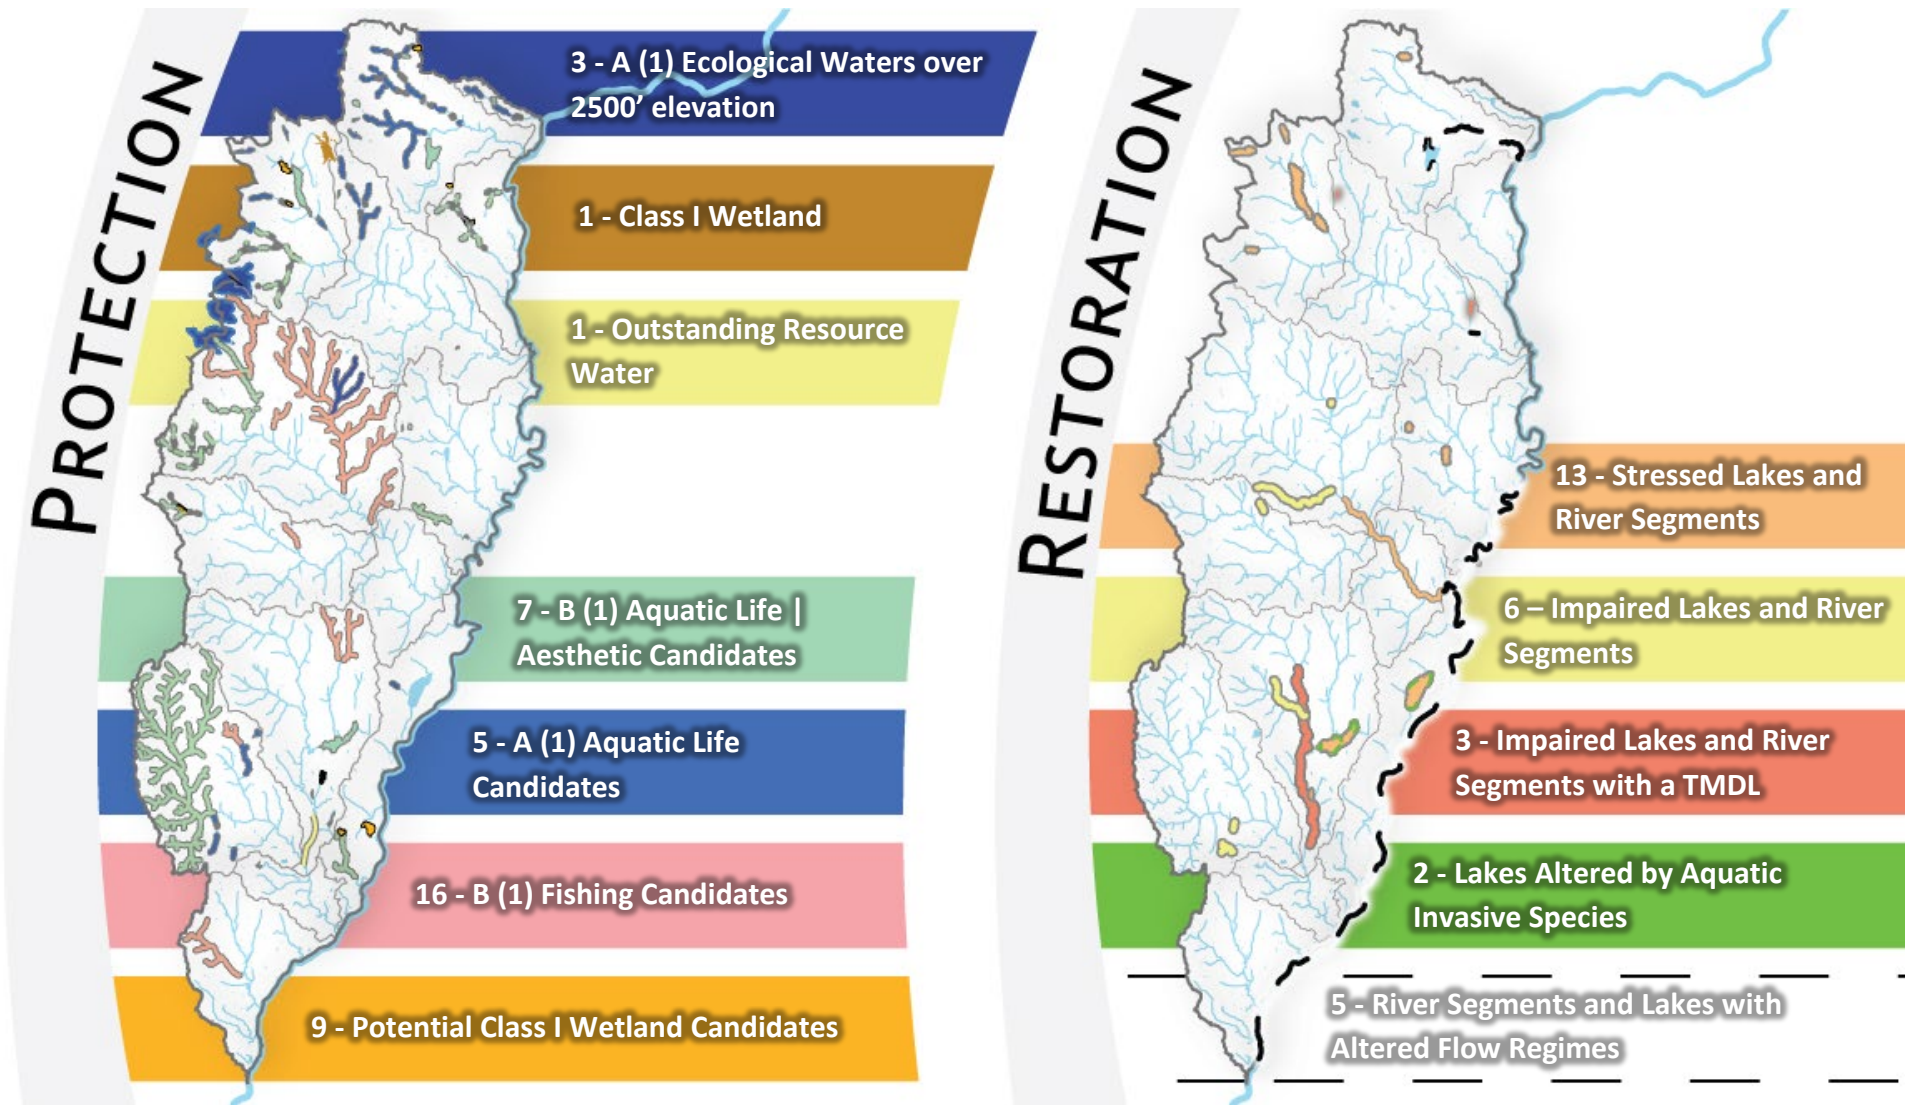 PROTECTION
3 - A (1) Ecological Waters over
2500’ elevation
1 - Class I Wetland
1 - Outstanding Resource
Water
7 - B (1) Aquatic Life |
Aesthetic Candidates
5 - A (1) Aquatic Life
Candidates
16 - B (1) Fishing Candidates
9 - Potential Class I Wetland Candidates
RESTORATION
13 - Stressed Lakes and
River Segments
6 – Impaired Lakes and River
Segments
3 - Impaired Lakes and River
Segments with a TMDL
2 - Lakes Altered by Aquatic
Invasive Species
5 - River Segments and Lakes with
Altered Flow Regimes